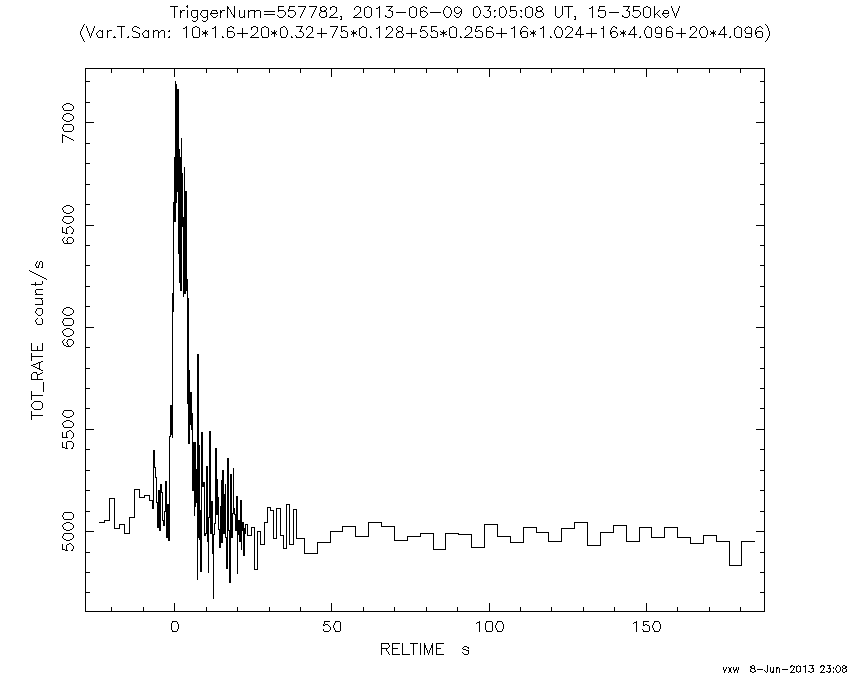 TriggerNum=557782, 2013-06-09 03:05:08 UT, 15-350keV
(Var.T.Sam: 10*1.6+20*0.32+75*0.128+55*0.256+16*1.024+16*4.096+20*4.096)
7000
6500
6000
5500
5000
TOT_RATE count/s
0 50 100 150
RELTIME s
vxw 8-Jun-2013 23:08